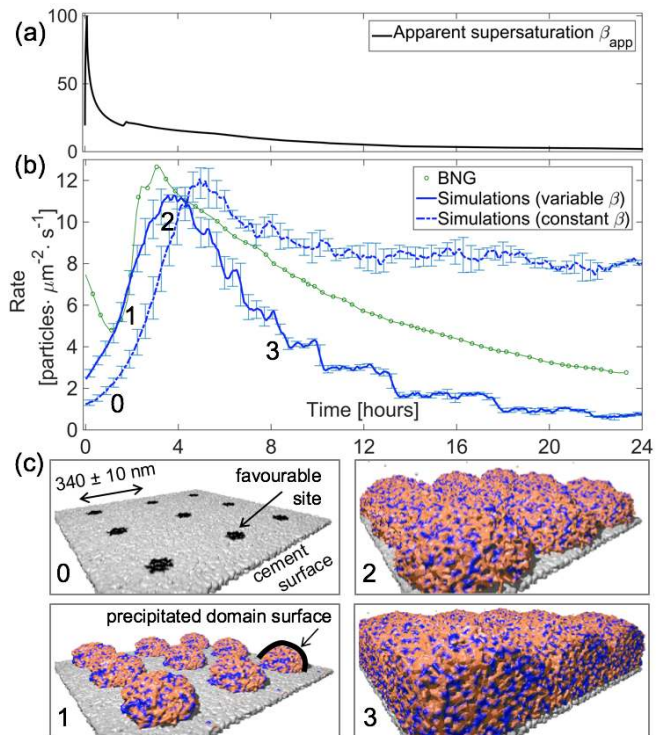 (a)
100
50
0
Apparent supersaturation βapp
(b)
12
10
8
6
4
2
0
Rate
[particles· μm⁻²· s⁻¹]
BNG
Simulations (variable β)
Simulations (constant β)
0
1
2
3
Time [hours]
0 4 8 12 16 20 24
(c)
340 ± 10 nm
favourable
site
cement surface
0
2
precipitated domain surface
1
3